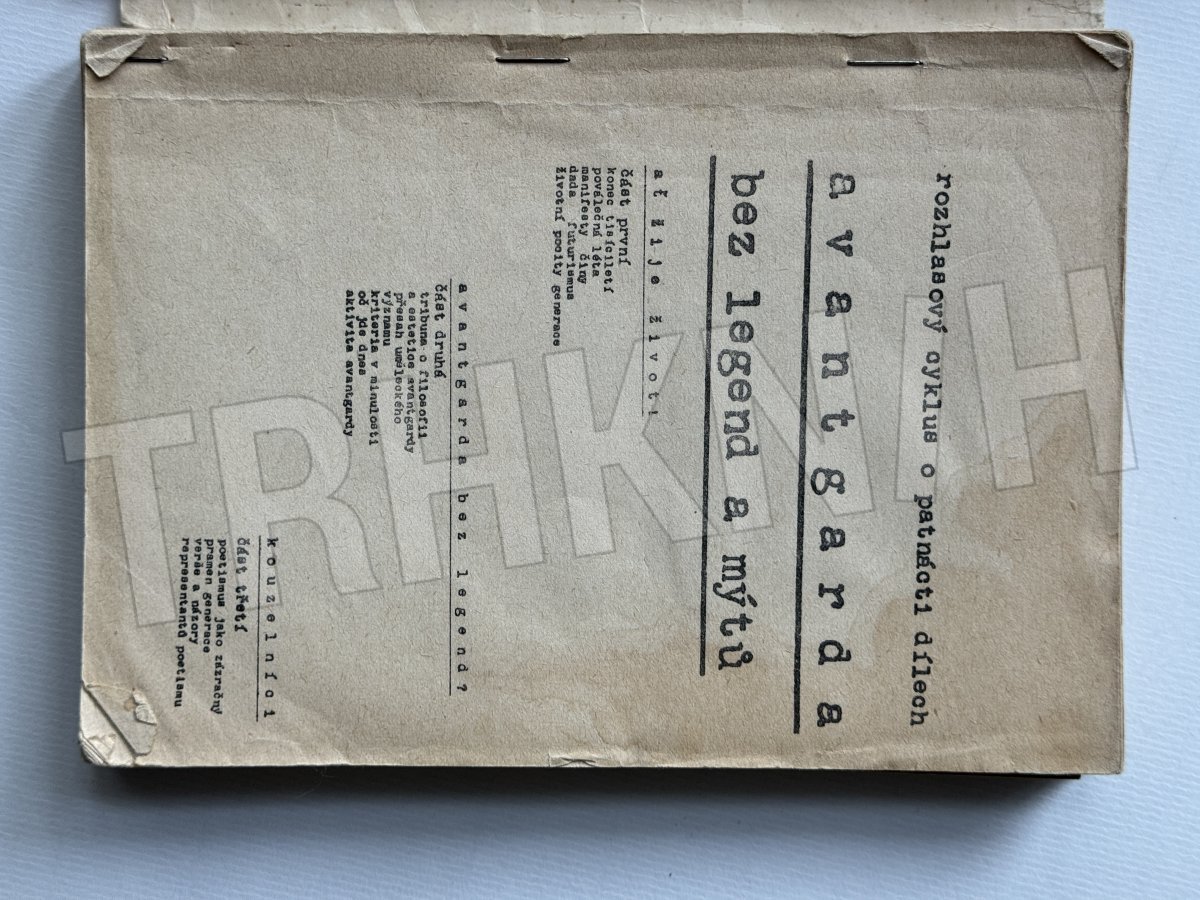 rozhlasový cyklus o patnácti dílech
avantgarda
bez legend a mýtů
ať žije život!
část první
konec tisíciletí
poválečná léta
manifesty činy
dada futurismus
životní pocity generace
avantgarda bez legend?
část druhá
tribuna o filosofii
a estetice avantgardy
přesah uměleckého
významu
kriteria v minulosti
oč jde dnes
aktivita avantgardy
kouzelníci
část třetí
poetismus jako zázračný
pramen generace
verše a názory
representantů poetismu
TRHKNIH